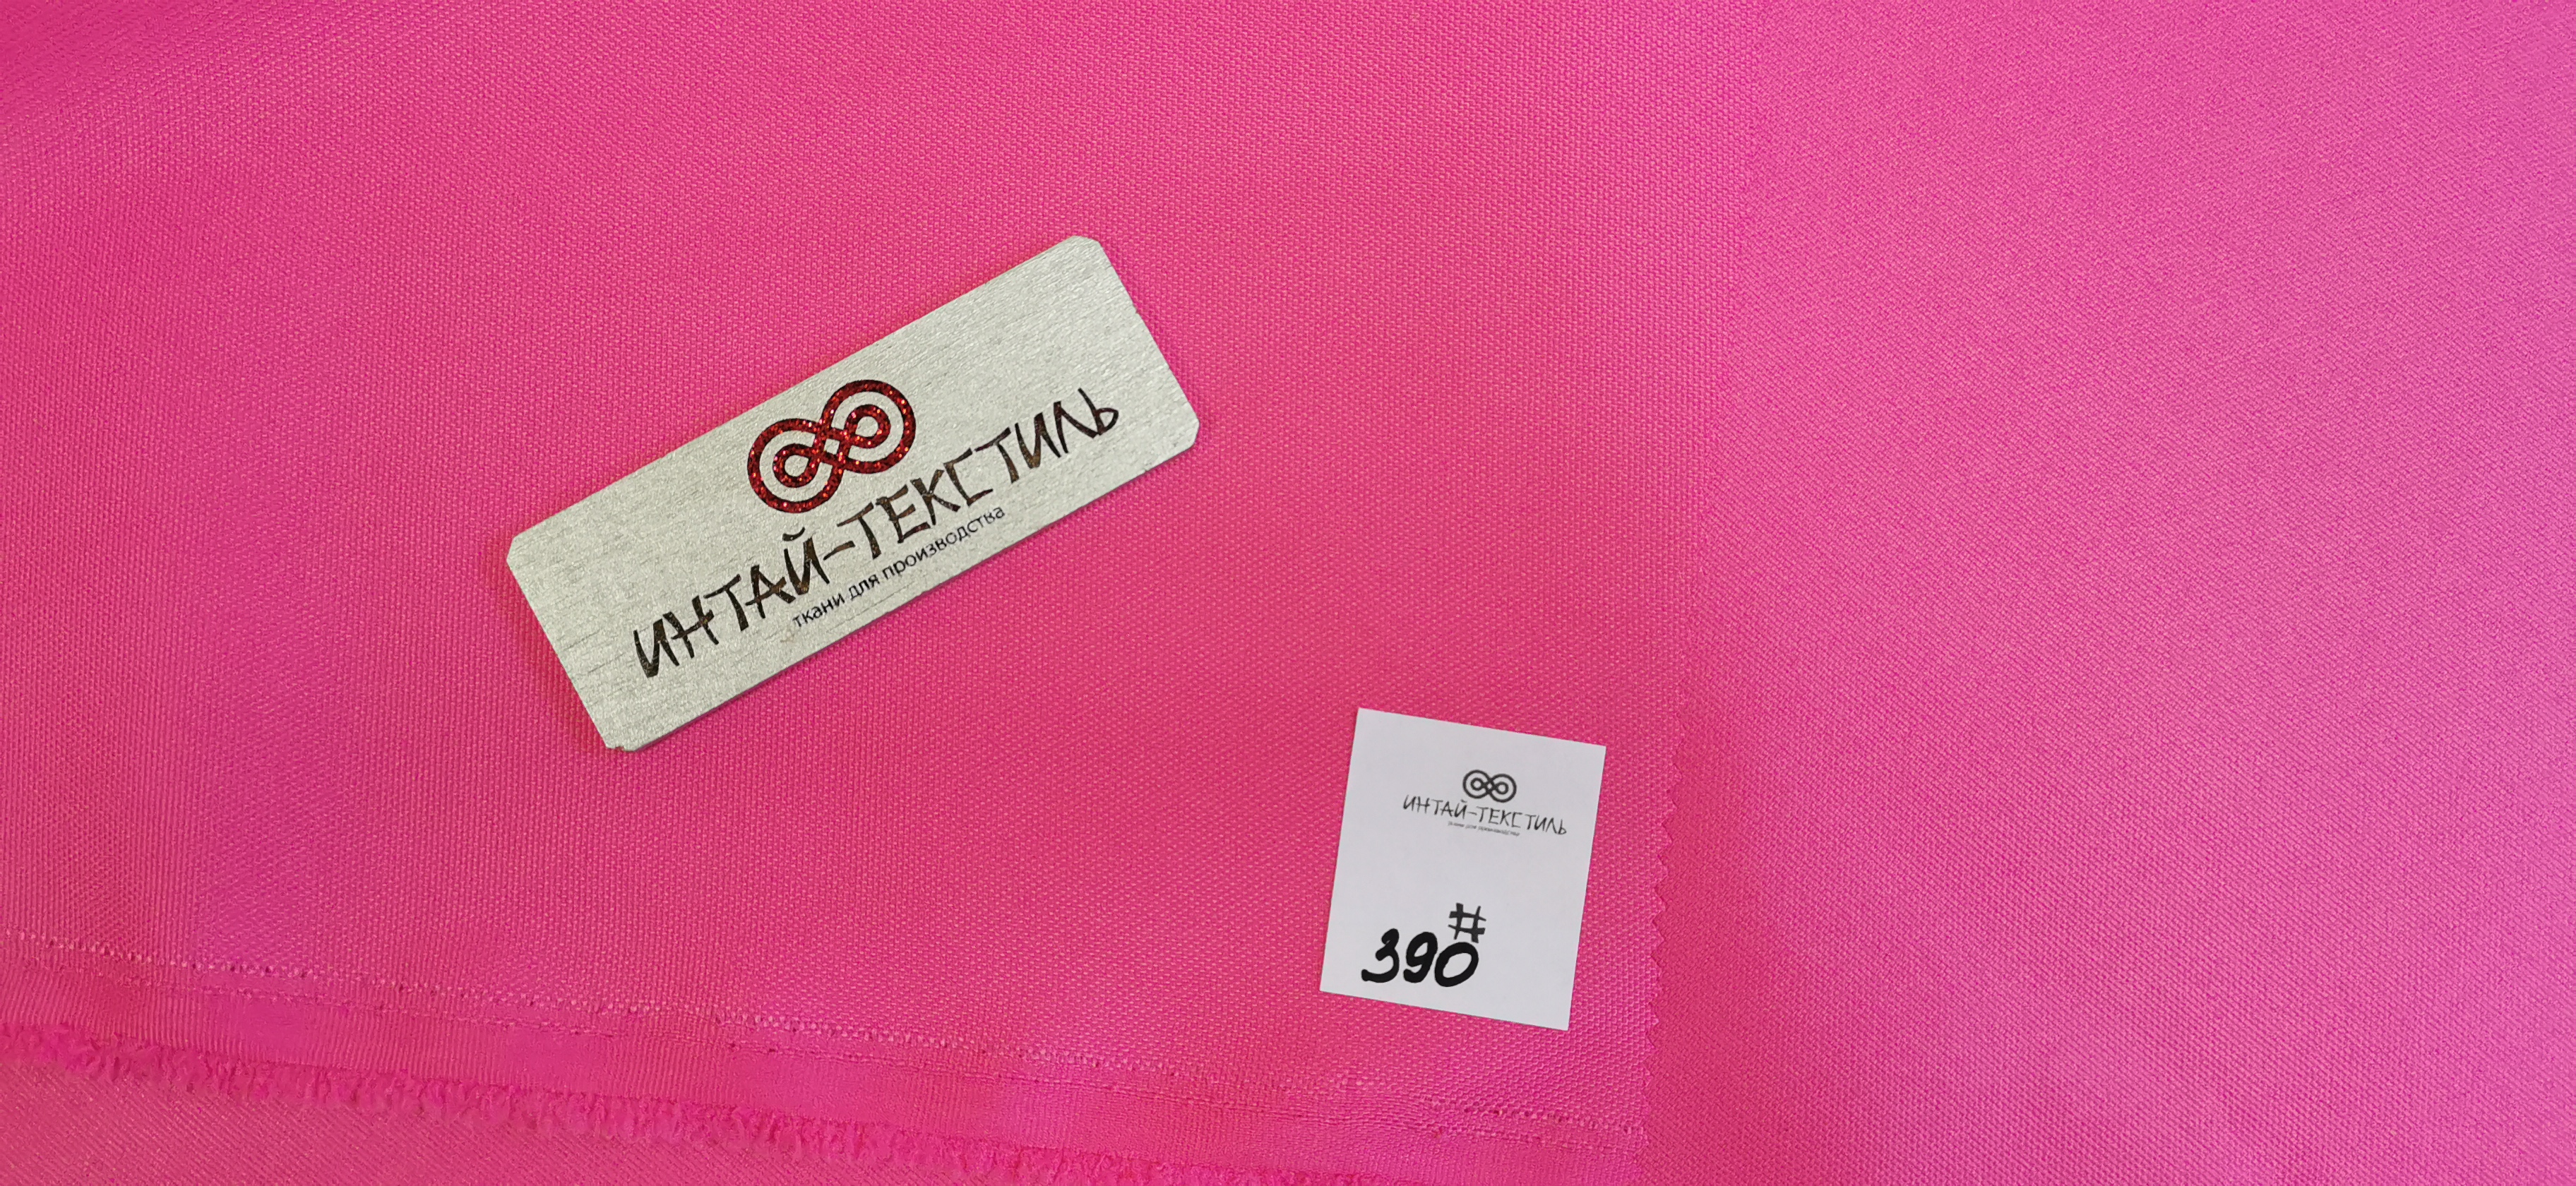 ИНТАЙ-ТЕКСТИЛЬ
ткани для производства
ИНТАЙ-ТЕКСТИЛЬ
ткани для производства
#
390